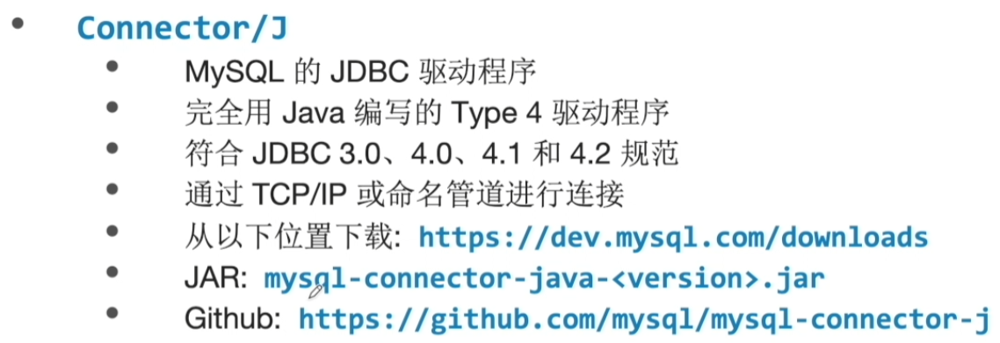 Connector/J
MySQL 的 JDBC 驱动程序
完全用 Java 编写的 Type 4 驱动程序
符合 JDBC 3.0、4.0、4.1 和 4.2 规范
通过 TCP/IP 或命名管道进行连接
从以下位置下载: https://dev.mysql.com/downloads
JAR: mysql-connector-java-<version>.jar
Github: https://github.com/mysql/mysql-connector-j